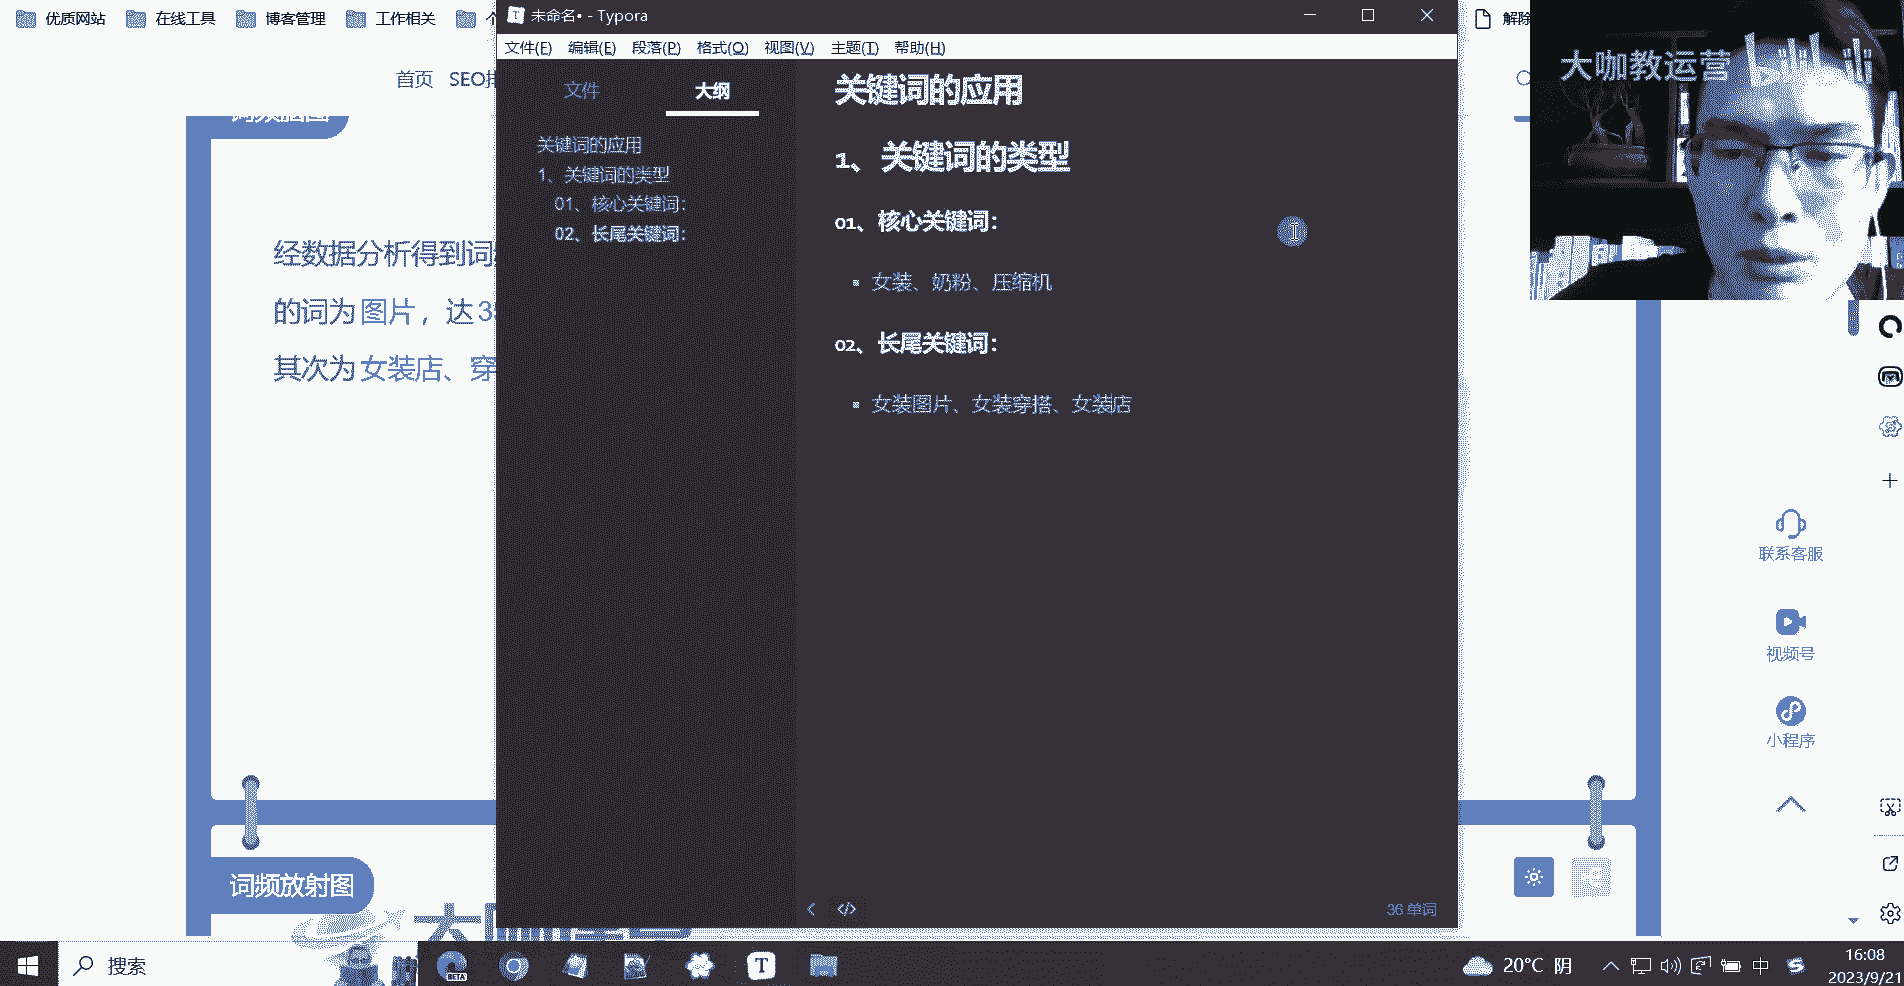 优质网站
在线工具
博客管理
工作相关
未命名• - Typora
解除
文件(F) 编辑(E) 段落(P) 格式(O) 视图(V) 主题(T) 帮助(H)
首页 SEO
文件 大纲
关键词的应用
1、关键词的类型
01、核心关键词：
02、长尾关键词：
关键词的应用
1、 关键词的类型
01、核心关键词：
女装、奶粉、压缩机
02、长尾关键词：
女装图片、女装穿搭、女装店
36 单词
大咖教运营
词频脑图
经数据分析得到词
的词为 图片， 达 3
其次为 女装店、穿
联系客服
视频号
小程序
词频放射图
搜索
BETA
20°C 阴
中
16:08
2023/9/21